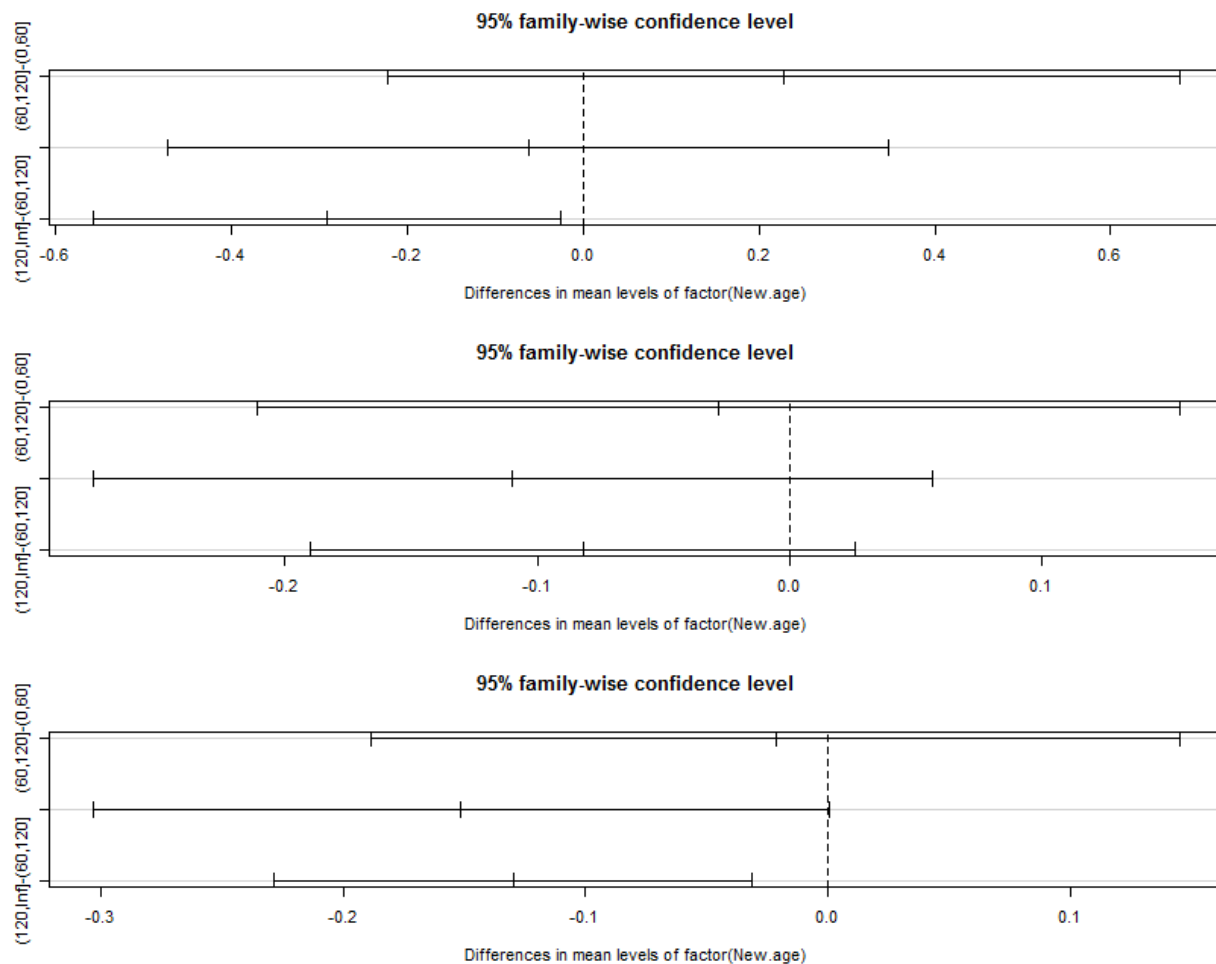 95% family-wise confidence level
(60,120]-(0,60]
(120,Inf]-(60,120]
-0.6 -0.4 -0.2 0.0 0.2 0.4 0.6
Differences in mean levels of factor(New.age)
95% family-wise confidence level
(60,120]-(0,60]
(120,Inf]-(60,120]
-0.2 -0.1 0.0 0.1
Differences in mean levels of factor(New.age)
95% family-wise confidence level
(60,120]-(0,60]
(120,Inf]-(60,120]
-0.3 -0.2 -0.1 0.0 0.1
Differences in mean levels of factor(New.age)